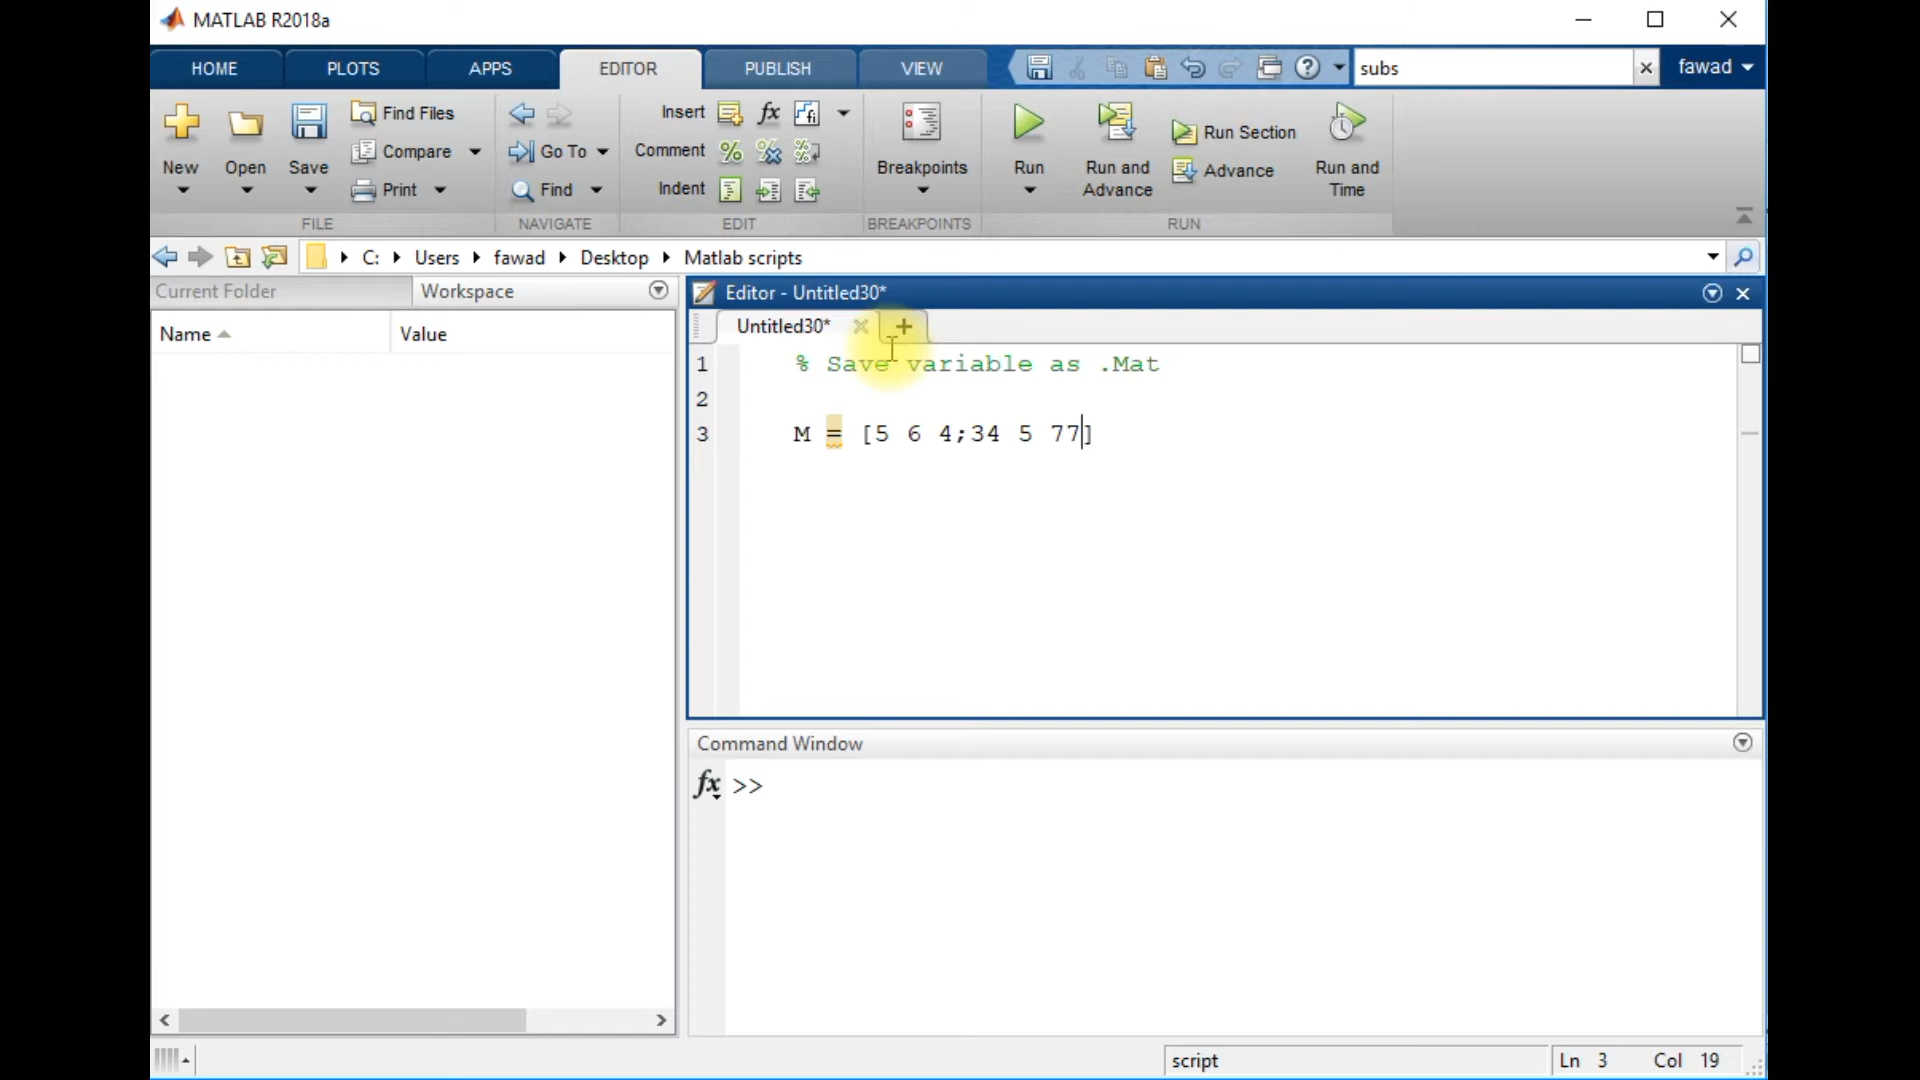 MATLAB R2018a
HOME PLOTS APPS EDITOR PUBLISH VIEW subs fawad
New Open Save Find Files Compare Print
Go To Find
Insert fx
Comment
Indent
Breakpoints
Run
Run and Advance
Run Section
Advance
Run and Time
FILE NAVIGATE EDIT BREAKPOINTS RUN
C: Users fawad Desktop Matlab scripts
Current Folder Workspace
Name Value
Editor - Untitled30*
Untitled30* +
1 % Save variable as .Mat
2
3 M = [5 6 4;34 5 77]
Command Window
fx >>
script Ln 3 Col 19